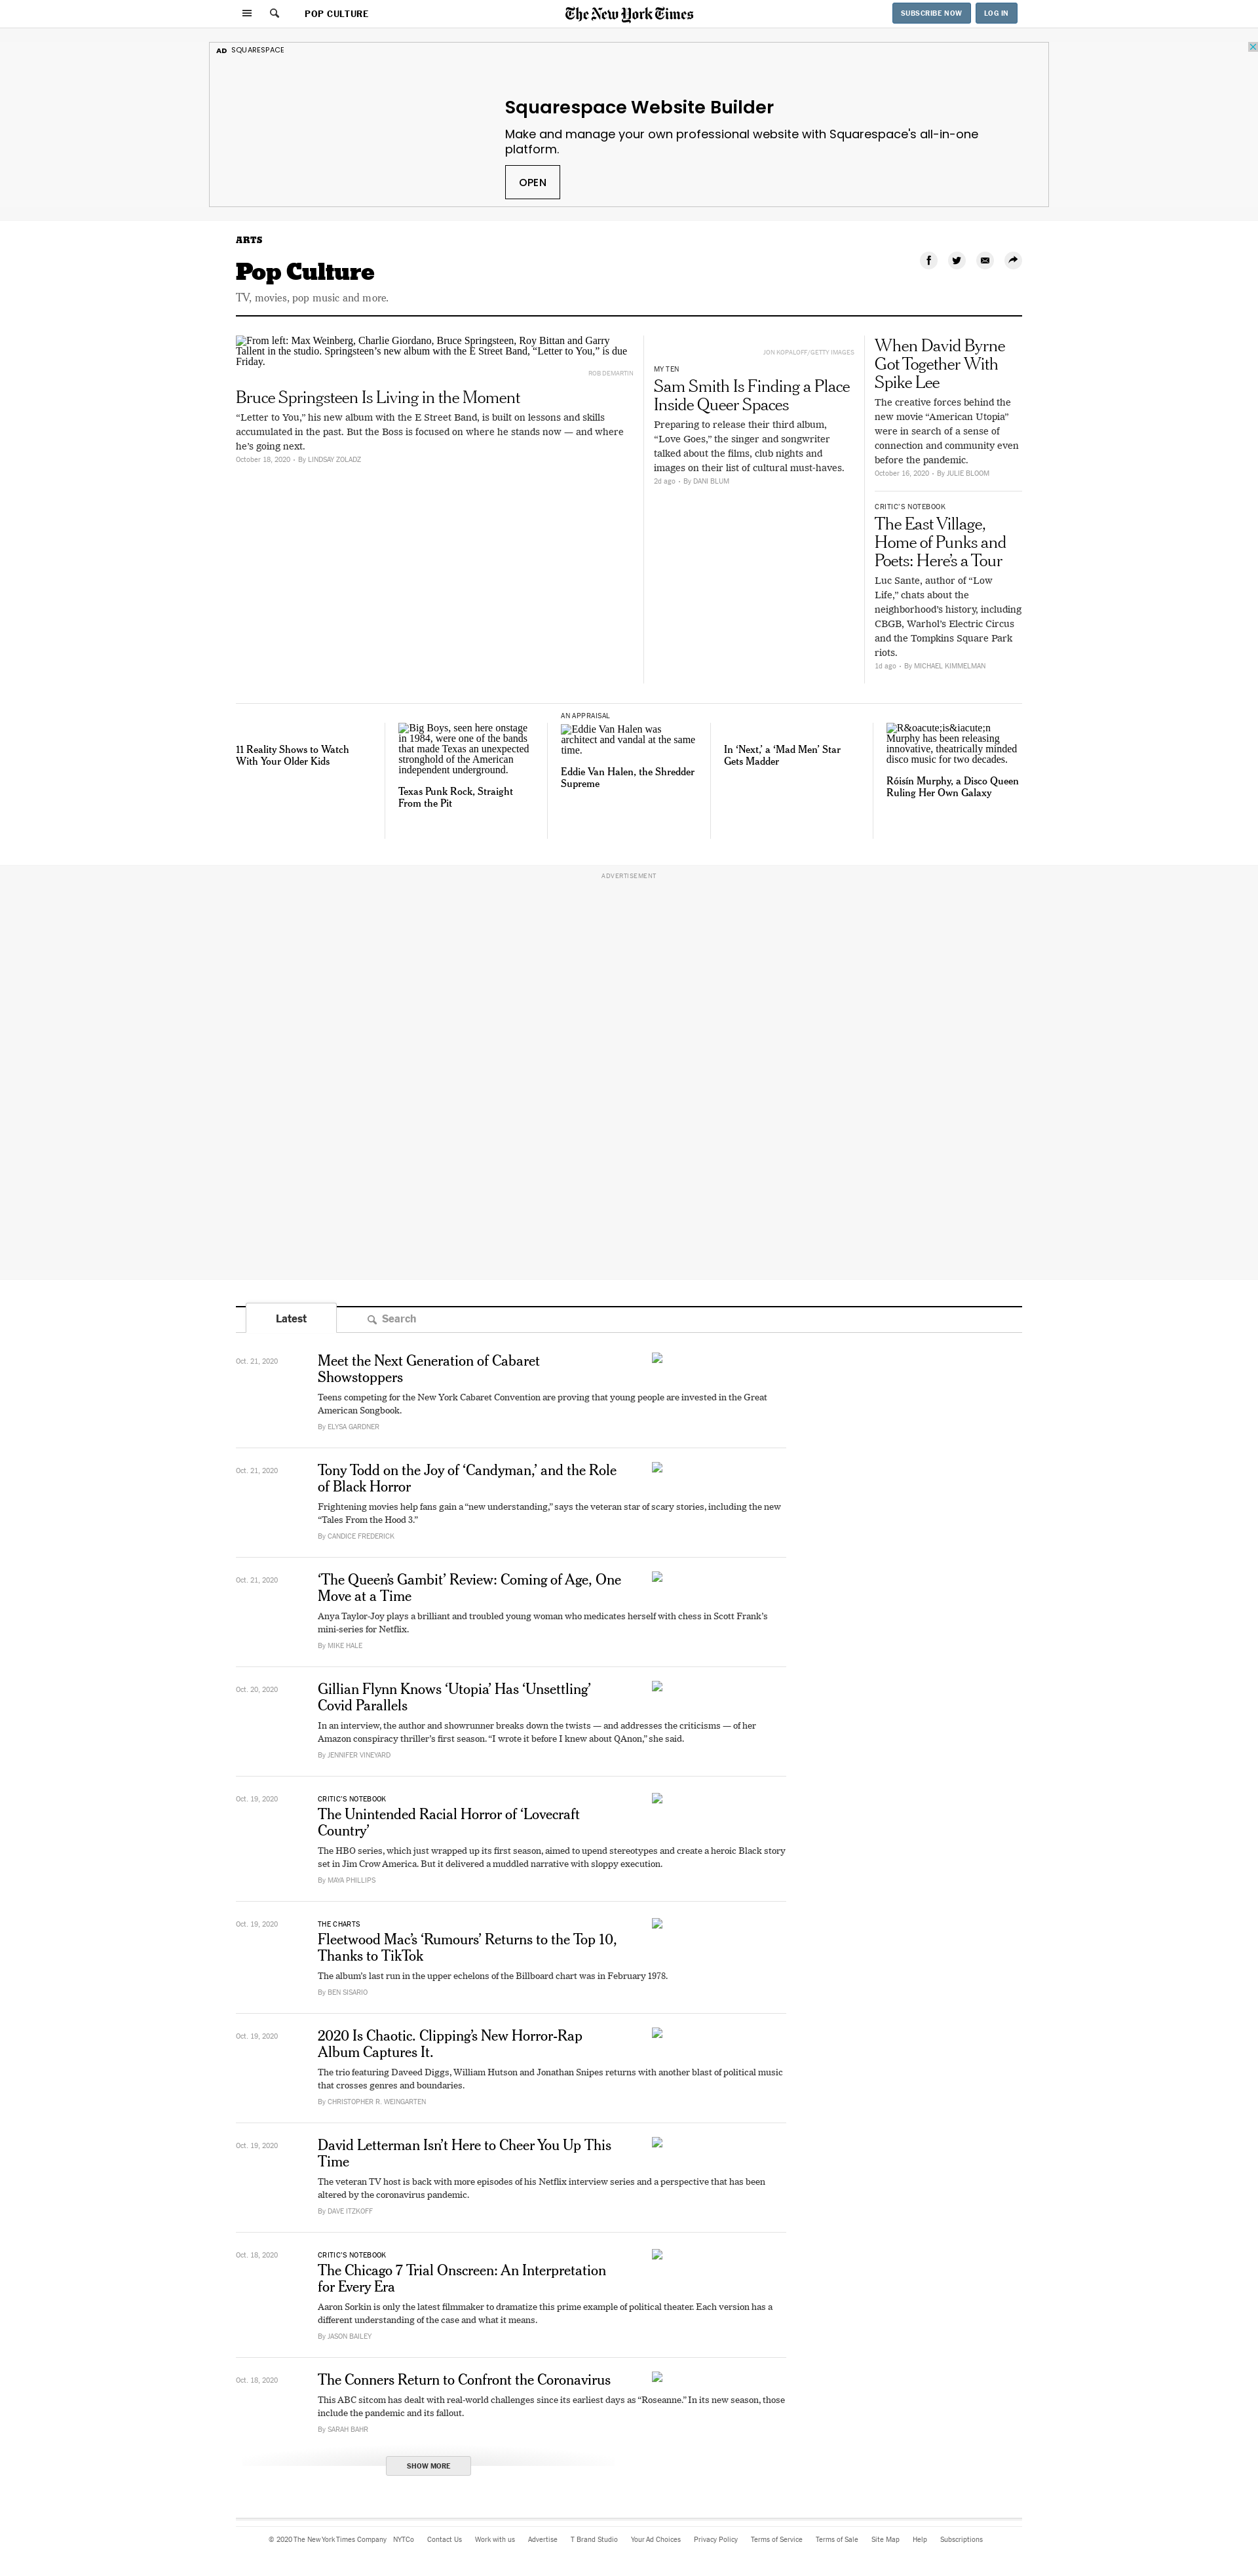 POP CULTURE
The New York Times
SUBSCRIBE NOW
LOG IN
AD SQUARESPACE
Squarespace Website Builder
Make and manage your own professional website with Squarespace's all-in-one
platform.
OPEN
ARTS
Pop Culture
TV, movies, pop music and more.
From left: Max Weinberg, Charlie Giordano, Bruce Springsteen, Roy Bittan and Garry
Tallent in the studio. Springsteen’s new album with the E Street Band, “Letter to You,” is due
Friday.
ROB DEMARTIN
Bruce Springsteen Is Living in the Moment
“Letter to You,” his new album with the E Street Band, is built on lessons and skills
accumulated in the past. But the Boss is focused on where he stands now — and where
he’s going next.
October 18, 2020 • By LINDSAY ZOLADZ
JON KOPALOFF/GETTY IMAGES
MY TEN
Sam Smith Is Finding a Place
Inside Queer Spaces
Preparing to release their third album,
“Love Goes,” the singer and songwriter
talked about the films, club nights and
images on their list of cultural must-haves.
2d ago • By DANI BLUM
When David Byrne
Got Together With
Spike Lee
The creative forces behind the
new movie “American Utopia”
were in search of a sense of
connection and community even
before the pandemic.
October 16, 2020 • By JULIE BLOOM
CRITIC’S NOTEBOOK
The East Village,
Home of Punks and
Poets: Here’s a Tour
Luc Sante, author of “Low
Life,” chats about the
neighborhood’s history, including
CBGB, Warhol’s Electric Circus
and the Tompkins Square Park
riots.
1d ago • By MICHAEL KIMMELMAN
11 Reality Shows to Watch
With Your Older Kids
Big Boys, seen here onstage
in 1984, were one of the bands
that made Texas an unexpected
stronghold of the American
independent underground.
Texas Punk Rock, Straight
From the Pit
AN APPRAISAL
Eddie Van Halen was
architect and vandal at the same
time.
Eddie Van Halen, the Shredder
Supreme
In ‘Next,’ a ‘Mad Men’ Star
Gets Madder
R&oacute;is&iacute;n
Murphy has been releasing
innovative, theatrically minded
disco music for two decades.
Róisín Murphy, a Disco Queen
Ruling Her Own Galaxy
ADVERTISEMENT
Latest
Search
Oct. 21, 2020
Meet the Next Generation of Cabaret
Showstoppers
Teens competing for the New York Cabaret Convention are proving that young people are invested in the Great
American Songbook.
By ELYSA GARDNER
Oct. 21, 2020
Tony Todd on the Joy of ‘Candyman,’ and the Role
of Black Horror
Frightening movies help fans gain a “new understanding,” says the veteran star of scary stories, including the new
“Tales From the Hood 3.”
By CANDICE FREDERICK
Oct. 21, 2020
‘The Queen’s Gambit’ Review: Coming of Age, One
Move at a Time
Anya Taylor-Joy plays a brilliant and troubled young woman who medicates herself with chess in Scott Frank’s
mini-series for Netflix.
By MIKE HALE
Oct. 20, 2020
Gillian Flynn Knows ‘Utopia’ Has ‘Unsettling’
Covid Parallels
In an interview, the author and showrunner breaks down the twists — and addresses the criticisms — of her
Amazon conspiracy thriller’s first season. “I wrote it before I knew about QAnon,” she said.
By JENNIFER VINEYARD
Oct. 19, 2020
CRITIC’S NOTEBOOK
The Unintended Racial Horror of ‘Lovecraft
Country’
The HBO series, which just wrapped up its first season, aimed to upend stereotypes and create a heroic Black story
set in Jim Crow America. But it delivered a muddled narrative with sloppy execution.
By MAYA PHILLIPS
Oct. 19, 2020
THE CHARTS
Fleetwood Mac’s ‘Rumours’ Returns to the Top 10,
Thanks to TikTok
The album’s last run in the upper echelons of the Billboard chart was in February 1978.
By BEN SISARIO
Oct. 19, 2020
2020 Is Chaotic. Clipping’s New Horror-Rap
Album Captures It.
The trio featuring Daveed Diggs, William Hutson and Jonathan Snipes returns with another blast of political music
that crosses genres and boundaries.
By CHRISTOPHER R. WEINGARTEN
Oct. 19, 2020
David Letterman Isn’t Here to Cheer You Up This
Time
The veteran TV host is back with more episodes of his Netflix interview series and a perspective that has been
altered by the coronavirus pandemic.
By DAVE ITZKOFF
Oct. 18, 2020
CRITIC’S NOTEBOOK
The Chicago 7 Trial Onscreen: An Interpretation
for Every Era
Aaron Sorkin is only the latest filmmaker to dramatize this prime example of political theater. Each version has a
different understanding of the case and what it means.
By JASON BAILEY
Oct. 18, 2020
The Conners Return to Confront the Coronavirus
This ABC sitcom has dealt with real-world challenges since its earliest days as “Roseanne.” In its new season, those
include the pandemic and its fallout.
By SARAH BAHR
SHOW MORE
© 2020 The New York Times Company NYTCo Contact Us Work with us Advertise T Brand Studio Your Ad Choices Privacy Policy Terms of Service Terms of Sale Site Map Help Subscriptions